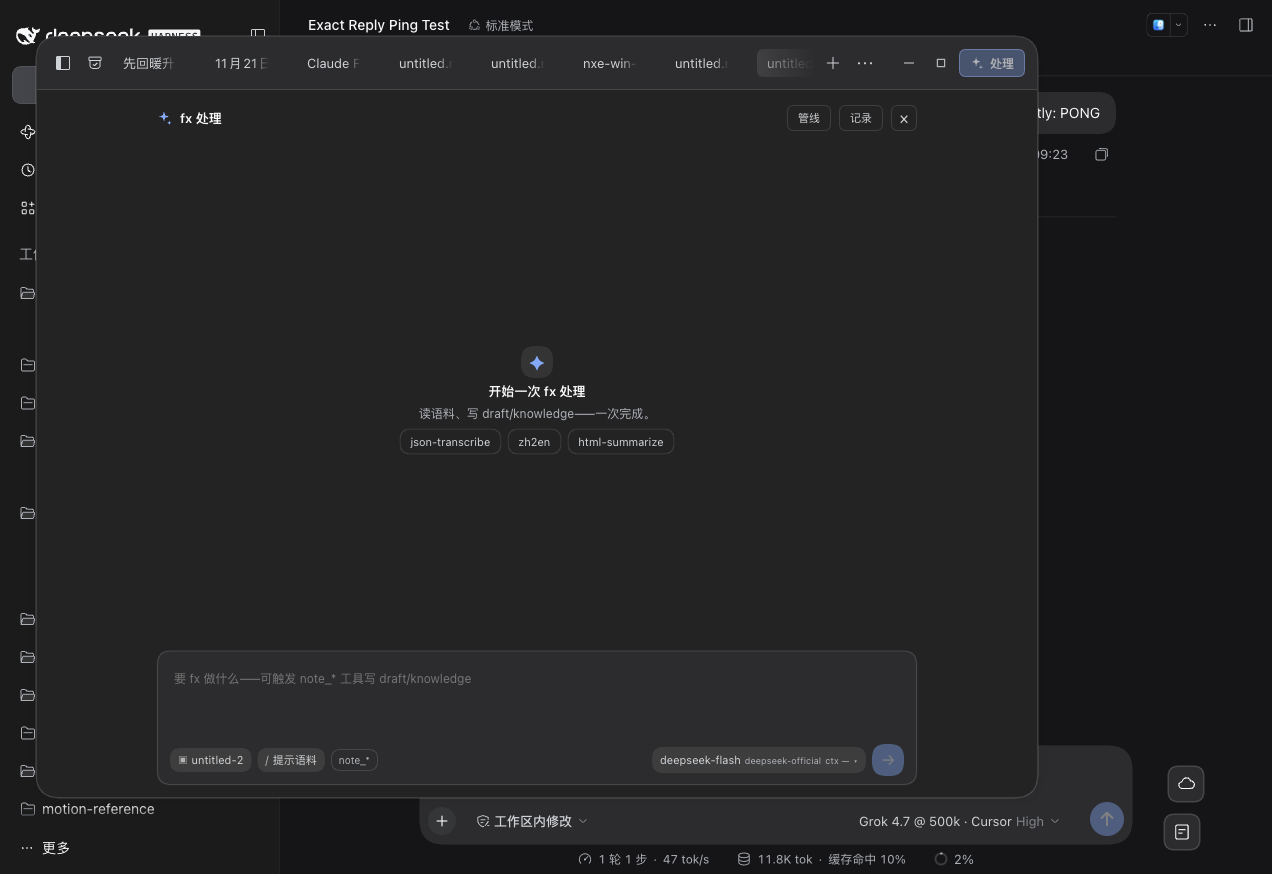 deepseek HARNESS
Exact Reply Ping Test 标准模式
先回暖升 11月21日 Claude F untitled. untitled. nxe-win- untitled. untitled 处理
fx 处理 管线 记录
tly: PONG
09:23
工作
开始一次 fx 处理
读语料、写 draft/knowledge——一次完成。
json-transcribe zh2en html-summarize
要 fx 做什么——可触发 note_* 工具写 draft/knowledge
untitled-2 / 提示语料 note_* deepseek-flash deepseek-official ctx —
motion-reference
工作区内修改 Grok 4.7 @ 500k · Cursor High
更多
1 轮 1 步 · 47 tok/s 11.8K tok · 缓存命中 10% 2%